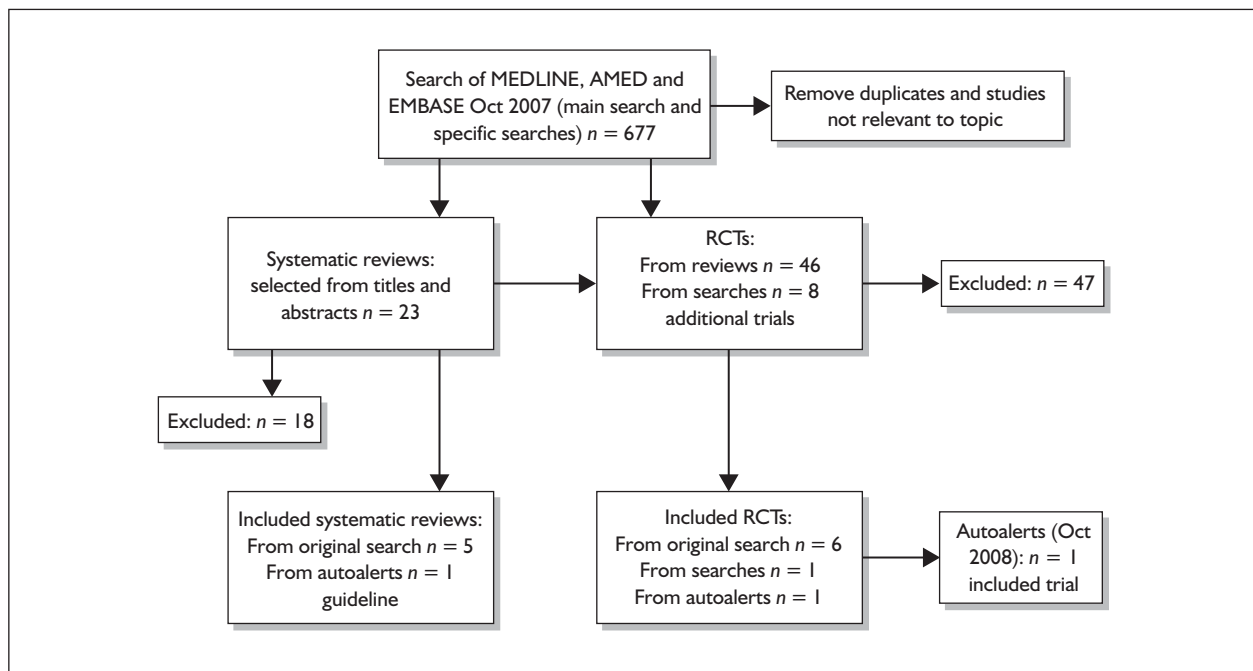 Search of MEDLINE, AMED and
EMBASE Oct 2007 (main search and
specific searches) n = 677
Remove duplicates and studies
not relevant to topic
Systematic reviews:
selected from titles and
abstracts n = 23
RCTs:
From reviews n = 46
From searches n = 8
additional trials
Excluded: n = 47
Excluded: n = 18
Included systematic reviews:
From original search n = 5
From autoalerts n = 1
guideline
Included RCTs:
From original search n = 6
From searches n = 1
From autoalerts n = 1
Autoalerts (Oct
2008): n = 1
included trial